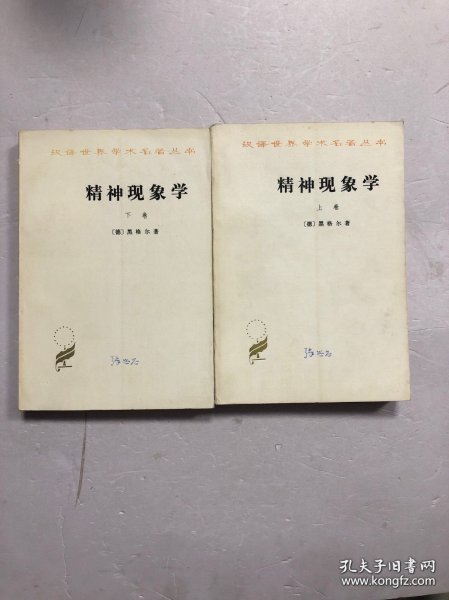 汉译世界学术名著丛书
精神现象学
下卷
〔德〕黑格尔著
汉译世界学术名著丛书
精神现象学
上卷
〔德〕黑格尔著
孔夫子旧书网
www.kongfz.com